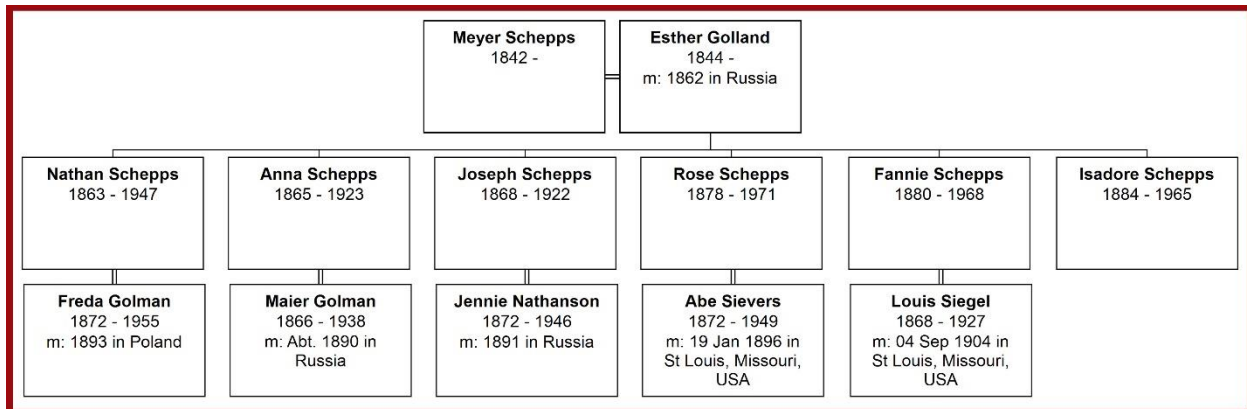 Meyer Schepps
1842 -
Esther Golland
1844 -
m: 1862 in Russia
Nathan Schepps
1863 - 1947
Anna Schepps
1865 - 1923
Joseph Schepps
1868 - 1922
Rose Schepps
1878 - 1971
Fannie Schepps
1880 - 1968
Isadore Schepps
1884 - 1965
Freda Golman
1872 - 1955
m: 1893 in Poland
Maier Golman
1866 - 1938
m: Abt. 1890 in
Russia
Jennie Nathanson
1872 - 1946
m: 1891 in Russia
Abe Sievers
1872 - 1949
m: 19 Jan 1896 in
St Louis, Missouri,
USA
Louis Siegel
1868 - 1927
m: 04 Sep 1904 in
St Louis, Missouri,
USA